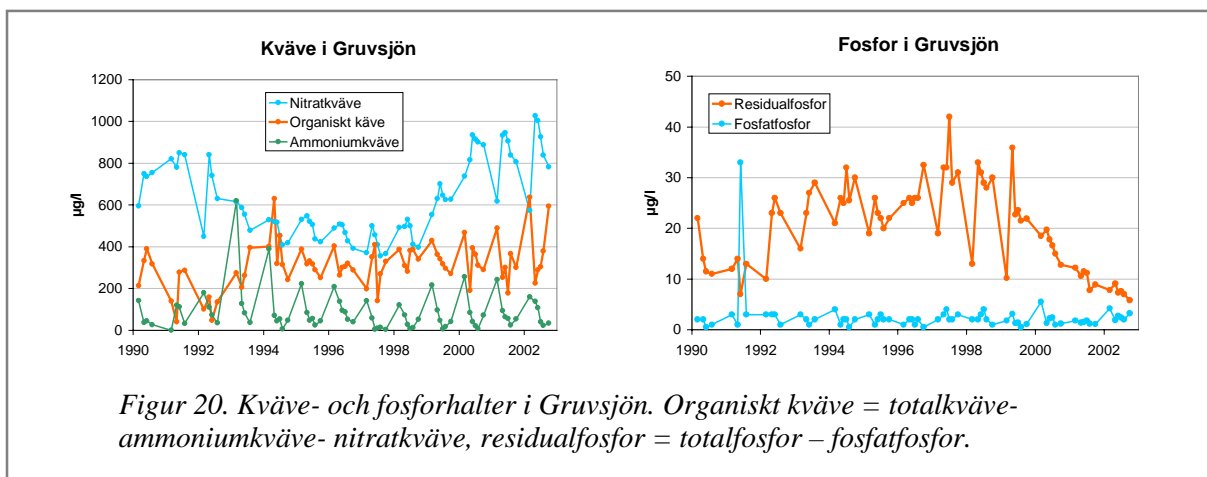 Kväve i Gruvsjön
1200
1000
800
600
400
200
0
µg/l
Nitratkväve
Organiskt käve
Ammoniumkväve
1990 1992 1994 1996 1998 2000 2002
Fosfor i Gruvsjön
50
40
30
20
10
0
µg/l
Residualfosfor
Fosfatfosfor
1990 1992 1994 1996 1998 2000 2002
Figur 20. Kväve- och fosforhalter i Gruvsjön. Organiskt kväve = totalkväve-
ammoniumkväve- nitratkväve, residualfosfor = totalfosfor – fosfatfosfor.